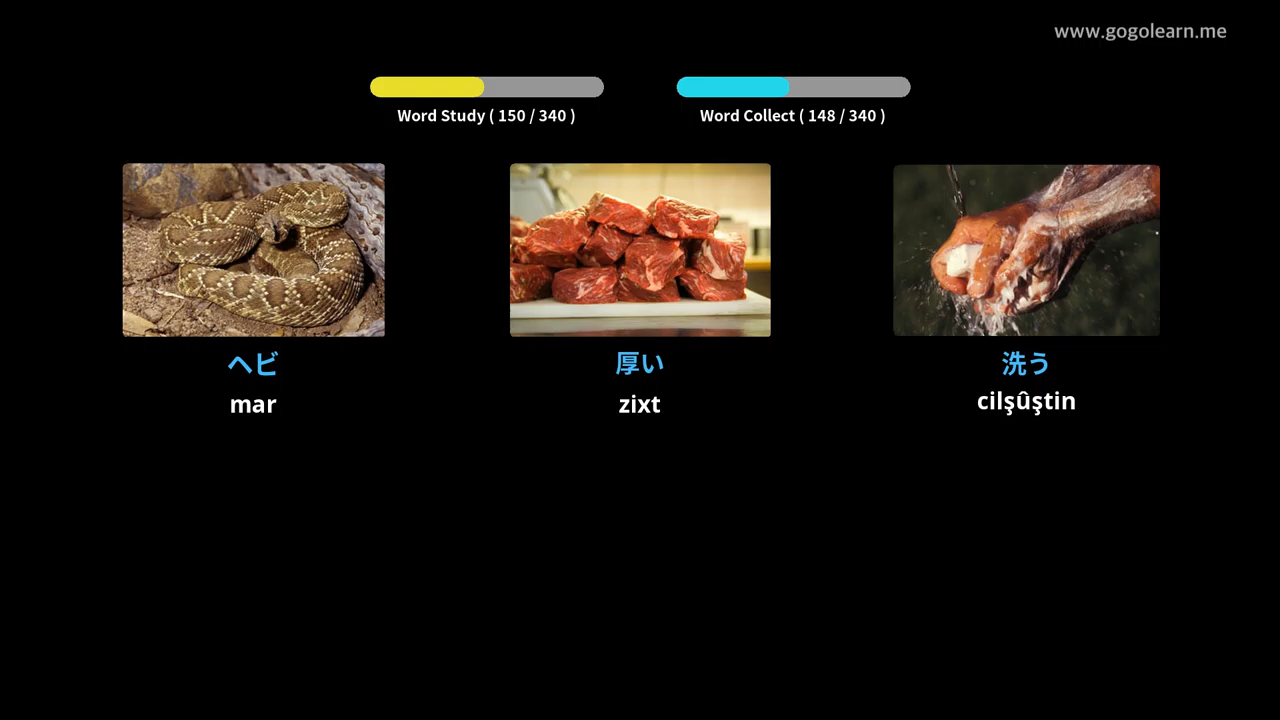 www.gogolearn.me
Word Study ( 150 / 340 )
Word Collect ( 148 / 340 )
ヘビ
mar
厚い
zixt
洗う
cilşûştin